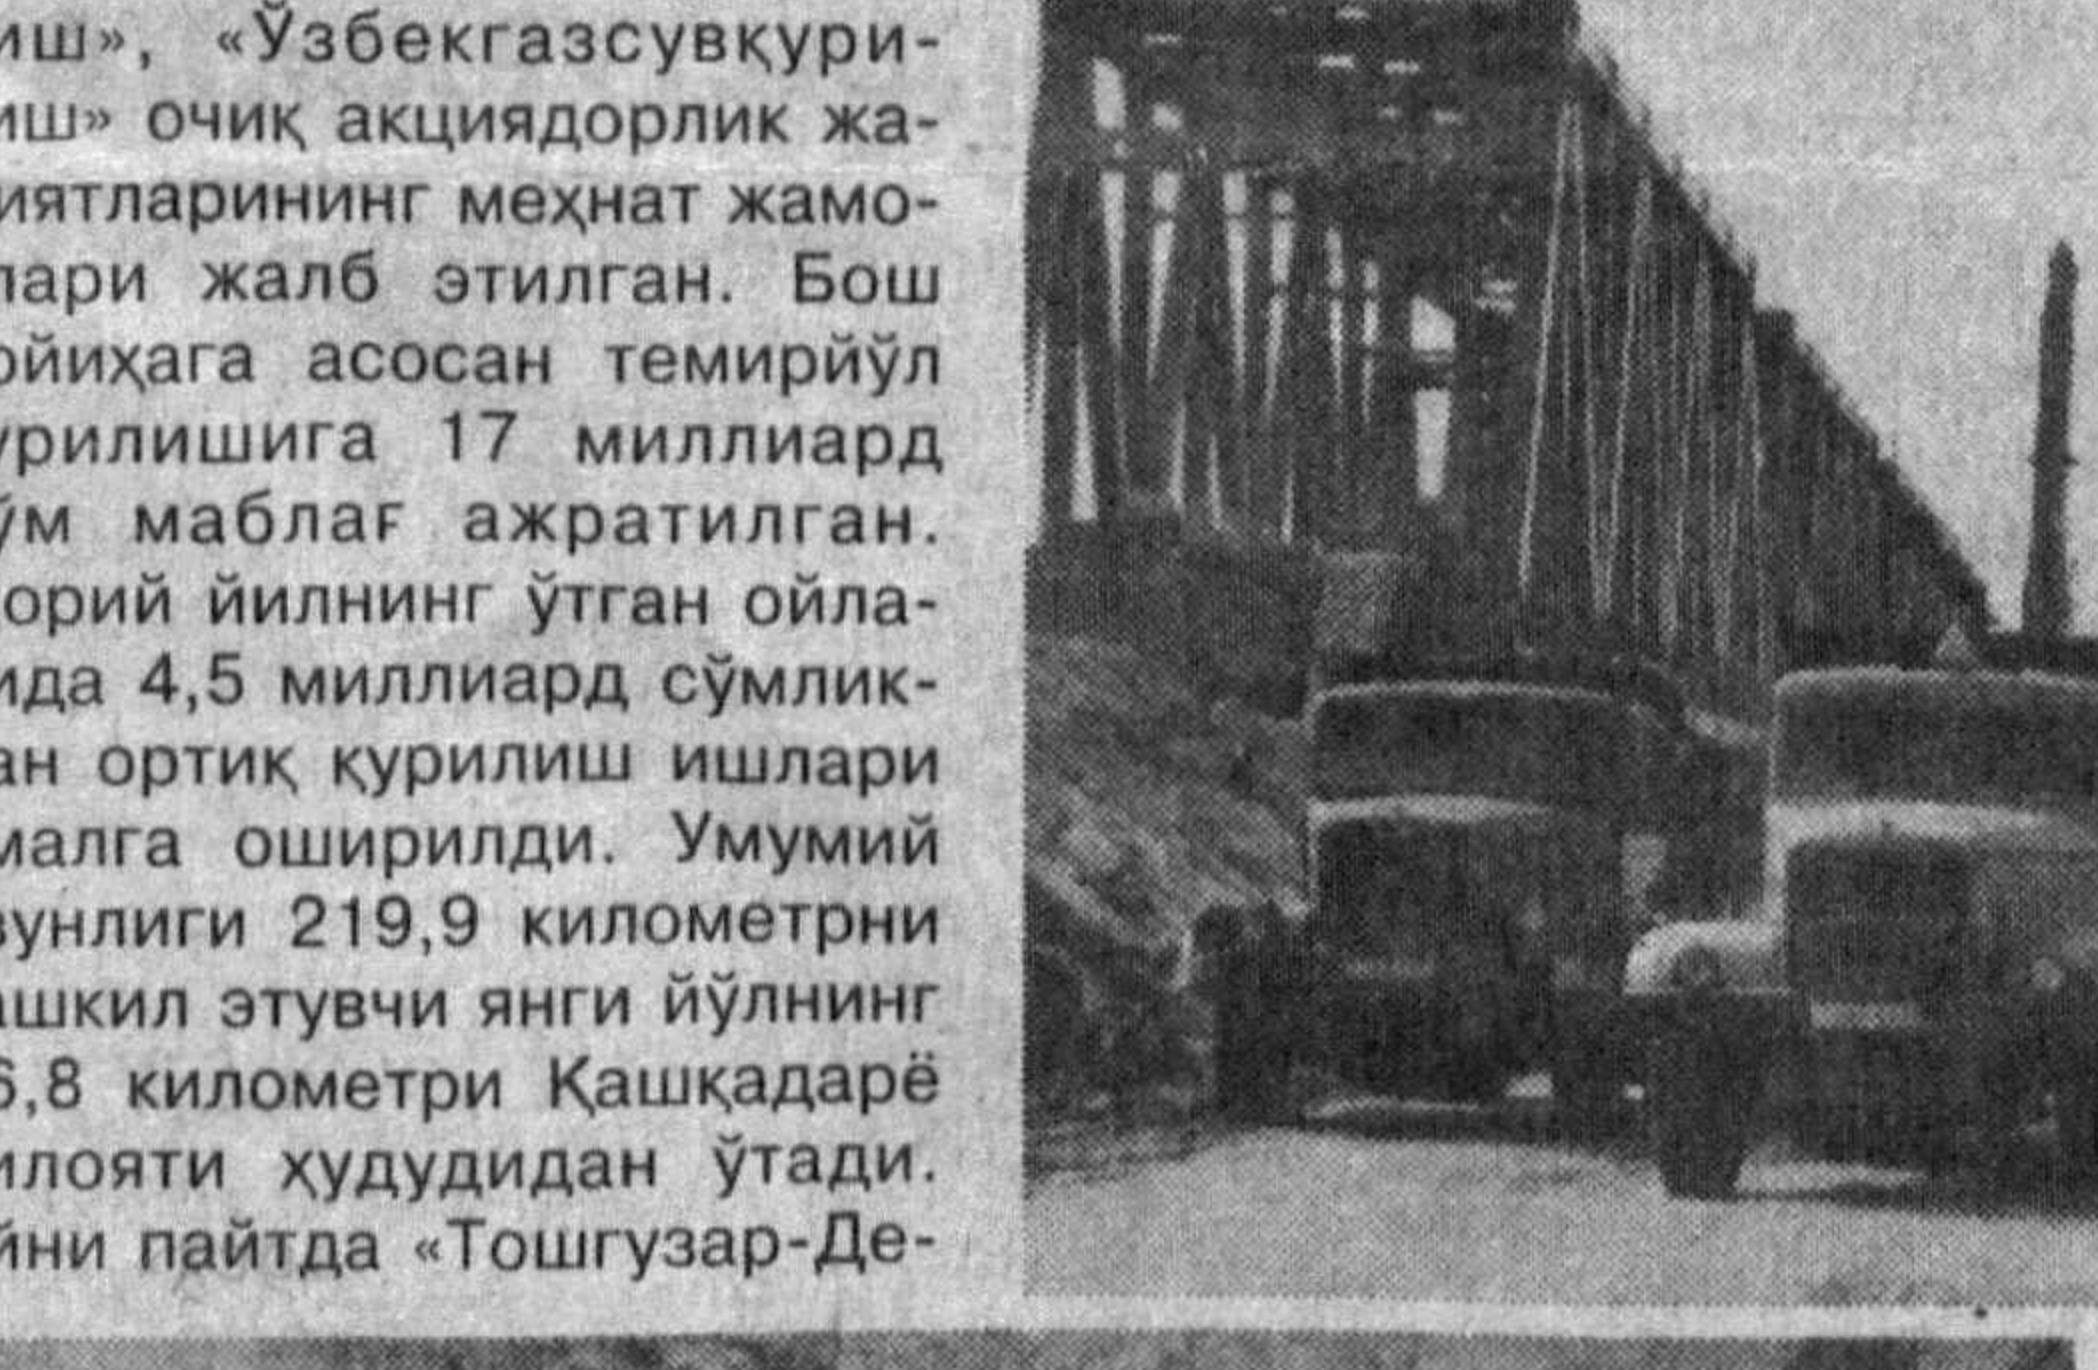 иш», «Ўзбекгазсувқури-
иш» очиқ акциядорлик жа-
иятларининг меҳнат жамо-
лари жалб этилган. Бош
ойиҳага асосан темирйўл
урилишига 17 миллиард
ўм маблағ ажратилган.
орий йилнинг ўтган ойла-
ида 4,5 миллиард сўмлик-
ан ортиқ қурилиш ишлари
малга оширилди. Умумий
зунлиги 219,9 километрни
ашкил этувчи янги йўлнинг
6,8 километри Қашқадарё
илояти ҳудудидан ўтади.
йни пайтда «Тошгузар-Де-